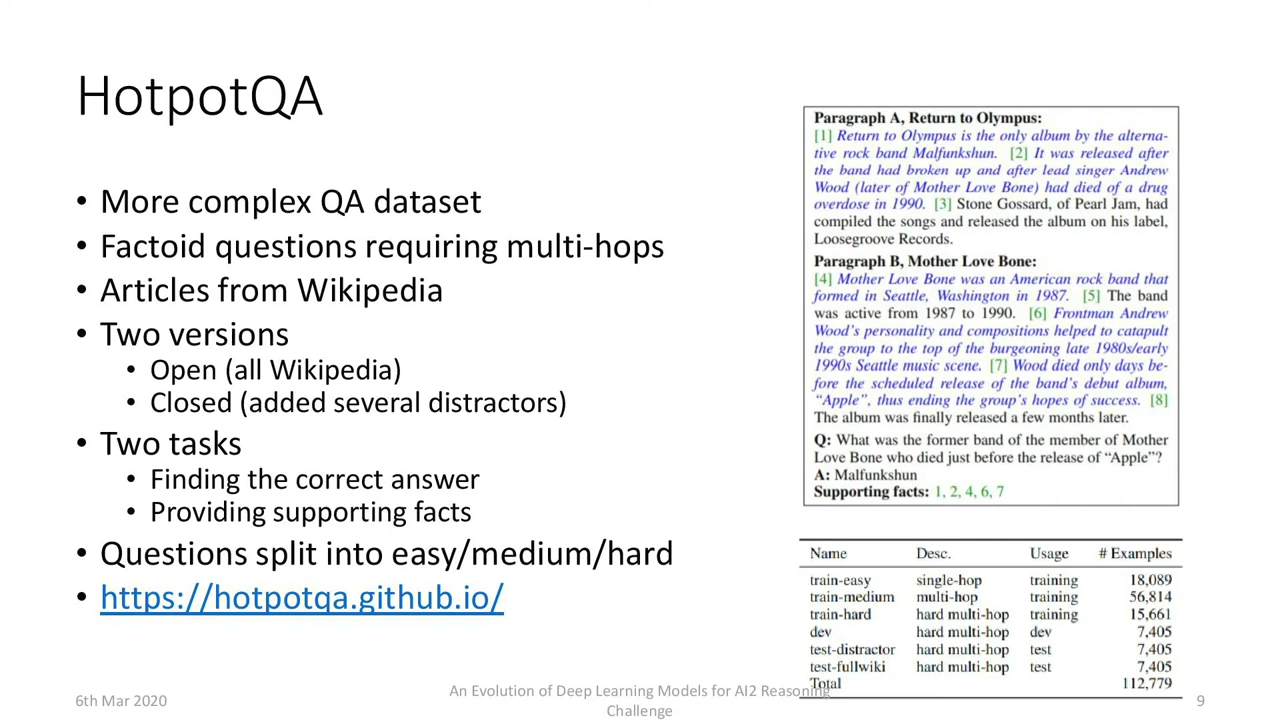 HotpotQA
• More complex QA dataset
• Factoid questions requiring multi-hops
• Articles from Wikipedia
• Two versions
• Open (all Wikipedia)
• Closed (added several distractors)
• Two tasks
• Finding the correct answer
• Providing supporting facts
• Questions split into easy/medium/hard
• https://hotpotqa.github.io/
Paragraph A, Return to Olympus:
[1] Return to Olympus is the only album by the alterna-
tive rock band Malfunkshun. [2] It was released after
the band had broken up and after lead singer Andrew
Wood (later of Mother Love Bone) had died of a drug
overdose in 1990. [3] Stone Gossard, of Pearl Jam, had
compiled the songs and released the album on his label,
Loosegroove Records.
Paragraph B, Mother Love Bone:
[4] Mother Love Bone was an American rock band that
formed in Seattle, Washington in 1987. [5] The band
was active from 1987 to 1990. [6] Frontman Andrew
Wood's personality and compositions helped to catapult
the group to the top of the burgeoning late 1980s/early
1990s Seattle music scene. [7] Wood died only days be-
fore the scheduled release of the band's debut album,
"Apple", thus ending the group's hopes of success. [8]
The album was finally released a few months later.
Q: What was the former band of the member of Mother
Love Bone who died just before the release of "Apple"?
A: Malfunkshun
Supporting facts: 1, 2, 4, 6, 7
Name Desc. Usage # Examples
train-easy single-hop training 18,089
train-medium multi-hop training 56,814
train-hard hard multi-hop training 15,661
dev hard multi-hop dev 7,405
test-distractor hard multi-hop test 7,405
test-fullwiki hard multi-hop test 7,405
Total 112,779
6th Mar 2020
An Evolution of Deep Learning Models for AI2 Reasoning
Challenge
9